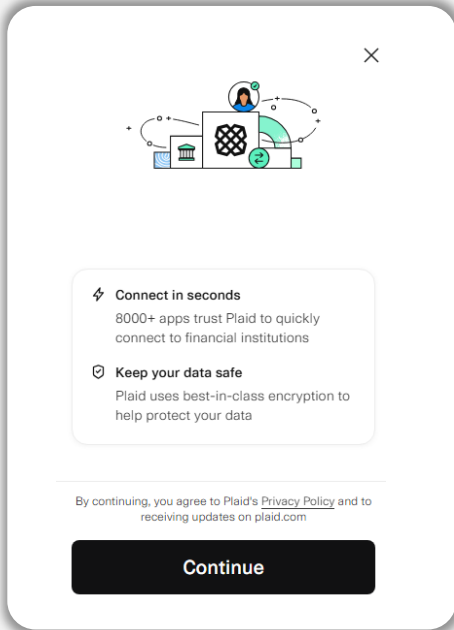 Connect in seconds
8000+ apps trust Plaid to quickly
connect to financial institutions
Keep your data safe
Plaid uses best-in-class encryption to
help protect your data
By continuing, you agree to Plaid's Privacy Policy and to
receiving updates on plaid.com
Continue